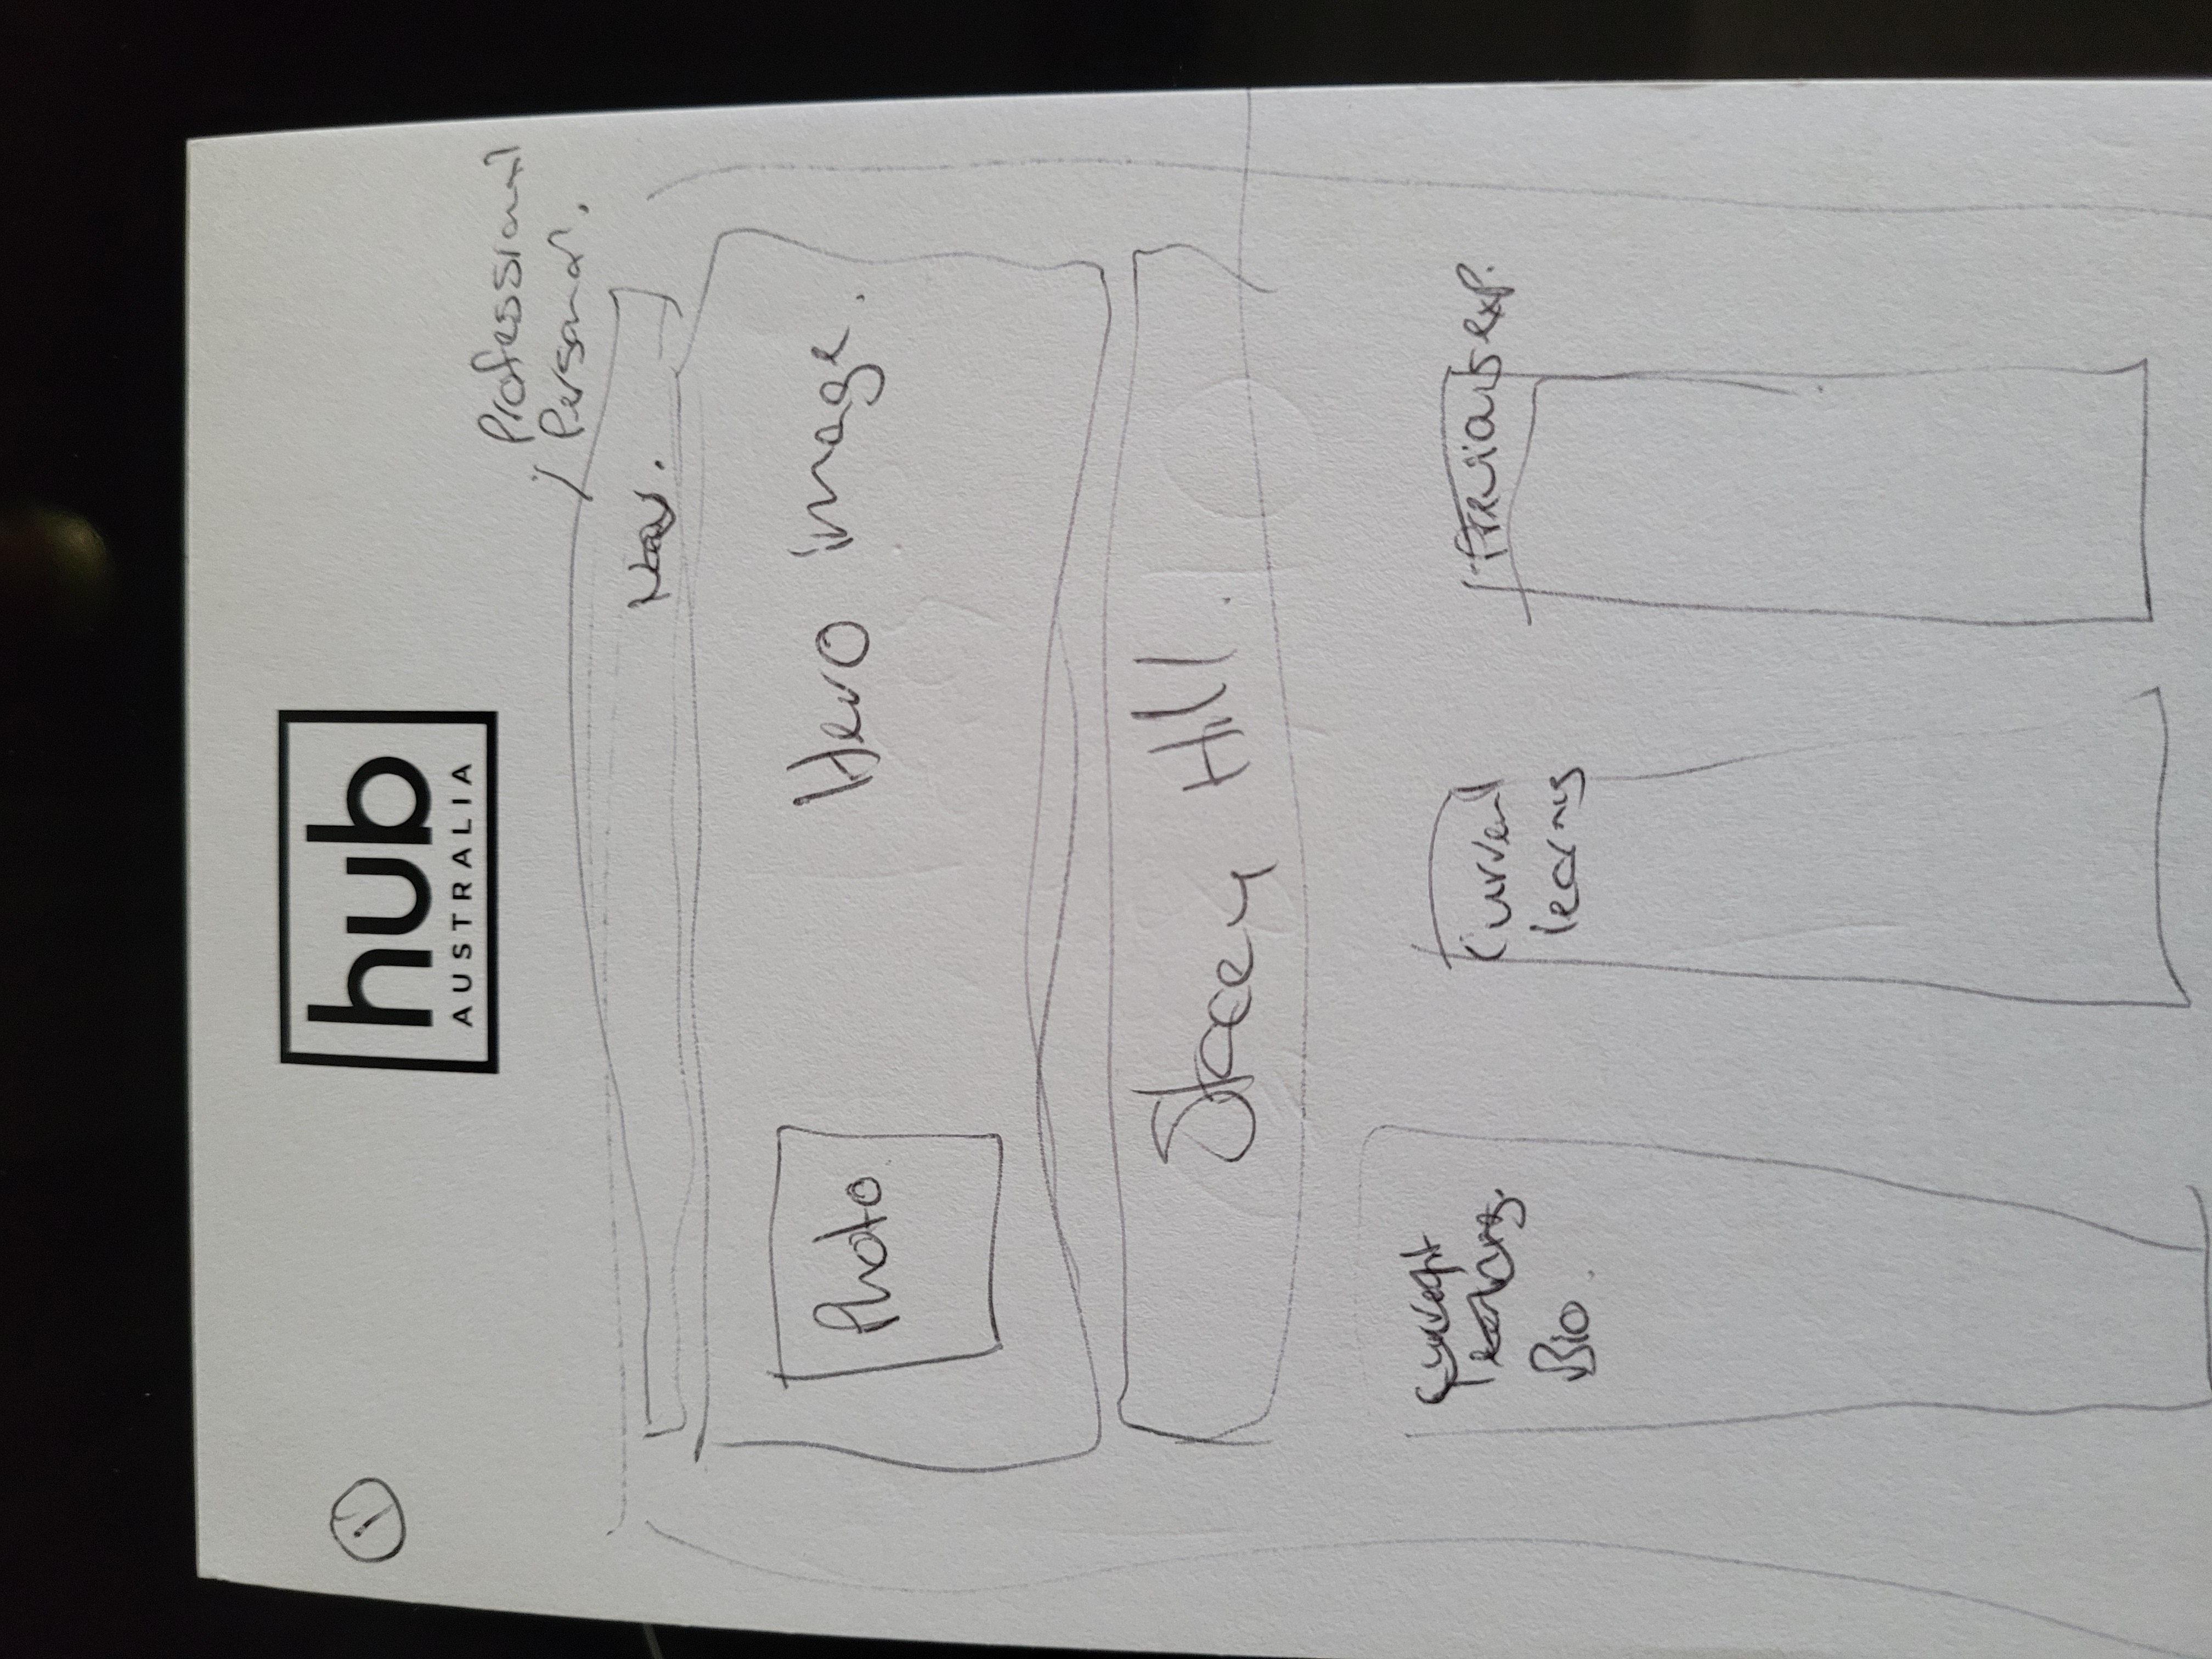 1
hub
AUSTRALIA
Professional
/ Personal.
Nav.
Photo
Hero image.
Stacey Hill.
Current
learning
Bio.
Current
learning
Previous exp.